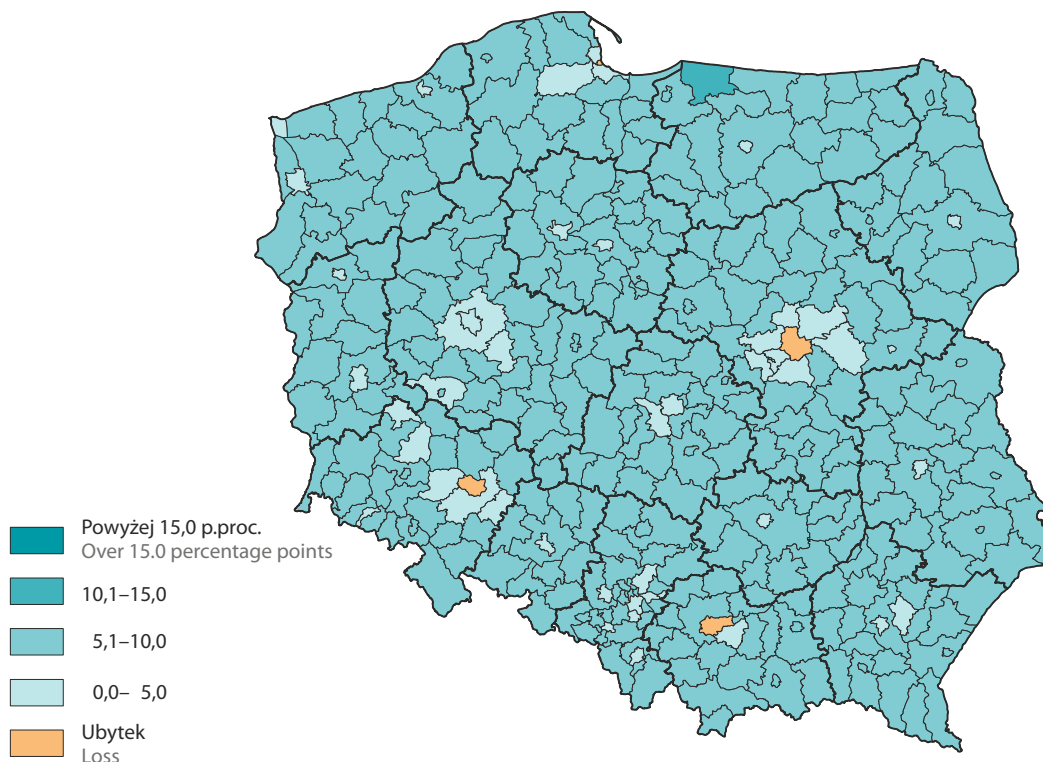 Powyżej 15,0 p.proc.
Over 15.0 percentage points
10,1–15,0
5,1–10,0
0,0– 5,0
Ubytek
Loss